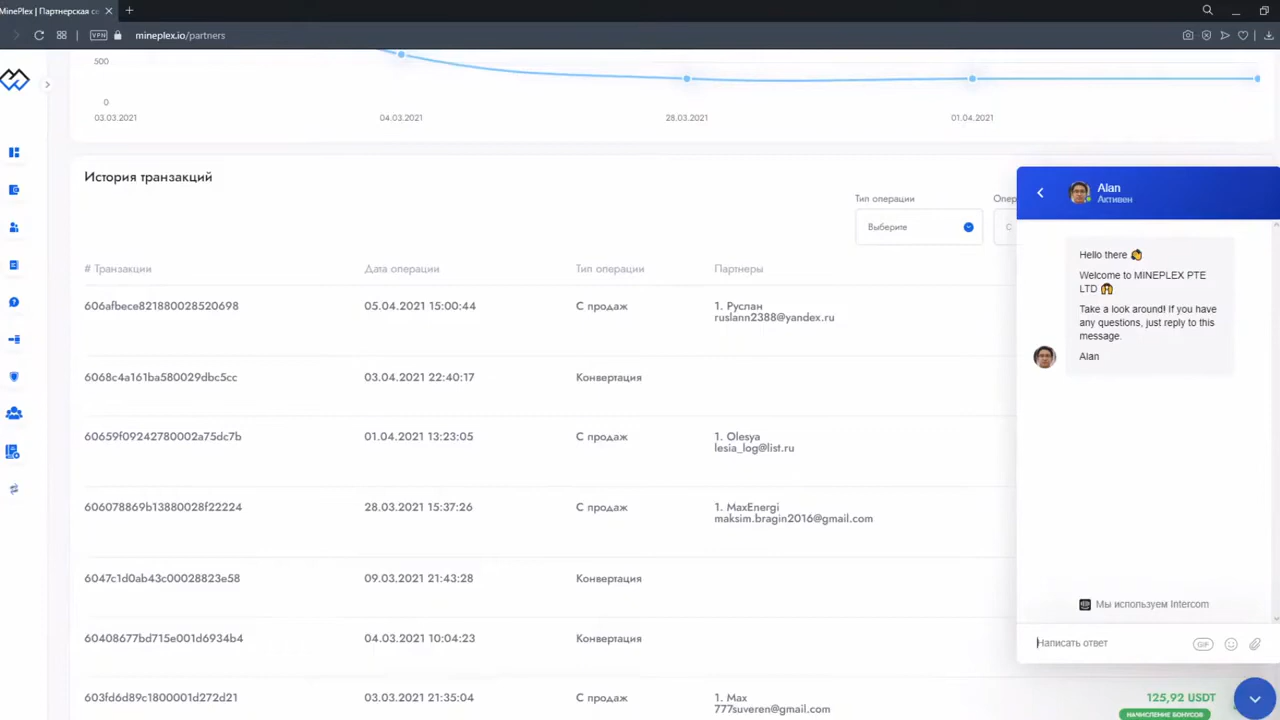 MinePlex | Партнерская се
VPN
mineplex.io/partners
500
0
03.03.2021
04.03.2021
28.03.2021
01.04.2021
История транзакций
Тип операции
Опер
Выберите
С
# Транзакции
Дата операции
Тип операции
Партнеры
606afbece821880028520698
05.04.2021 15:00:44
С продаж
1. Руслан
ruslann2388@yandex.ru
6068c4a161ba580029dbc5cc
03.04.2021 22:40:17
Конвертация
60659f09242780002a75dc7b
01.04.2021 13:23:05
С продаж
1. Olesya
lesia_log@list.ru
606078869b13880028f22224
28.03.2021 15:37:26
С продаж
1. MaxEnergi
maksim.bragin2016@gmail.com
6047c1d0ab43c00028823e58
09.03.2021 21:43:28
Конвертация
60408677bd715e001d6934b4
04.03.2021 10:04:23
Конвертация
603fd6d89c1800001d272d21
03.03.2021 21:35:04
С продаж
1. Max
777suveren@gmail.com
125,92 USDT
НАЧИСЛЕНИЕ БОНУСОВ
Alan
Активен
Hello there
Welcome to MINEPLEX PTE
LTD
Take a look around! If you have
any questions, just reply to this
message.
Alan
Мы используем Intercom
Написать ответ
GIF